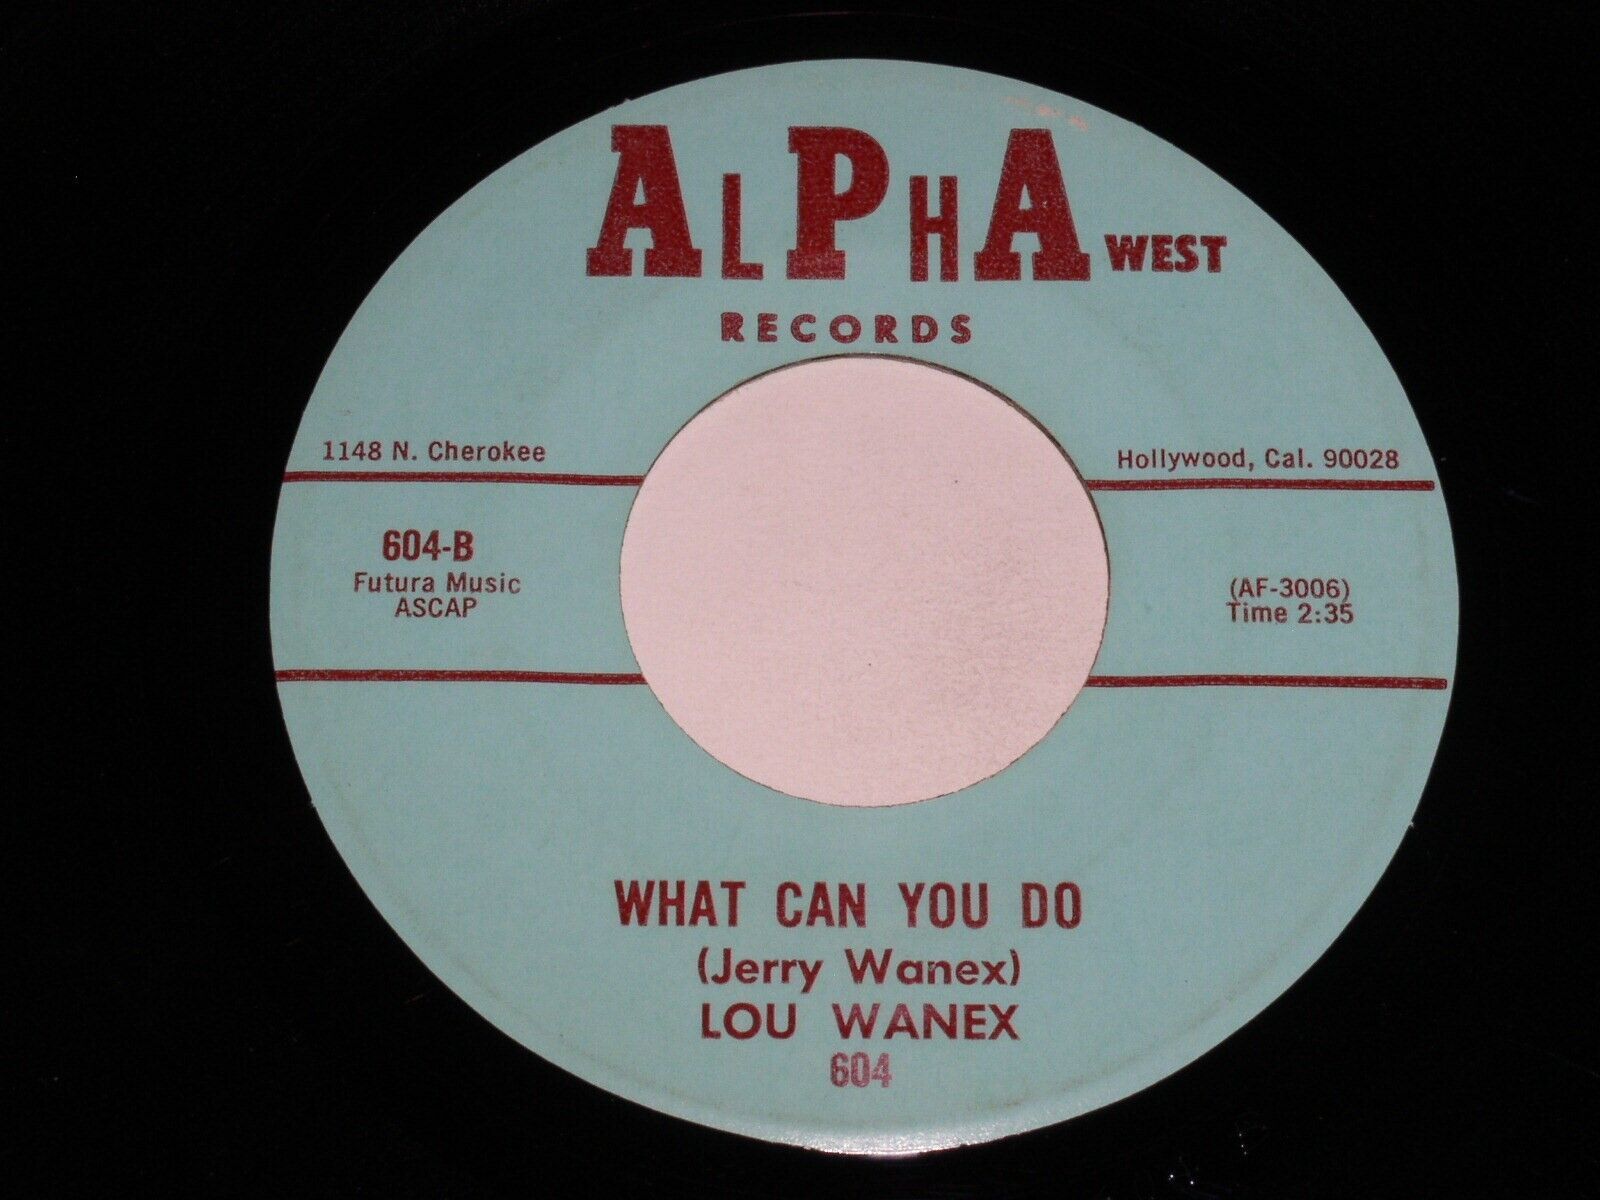 ALPHA WEST
RECORDS
1148 N. Cherokee
Hollywood, Cal. 90028
604-B
Futura Music
ASCAP
(AF-3006)
Time 2:35
WHAT CAN YOU DO
(Jerry Wanex)
LOU WANEX
604